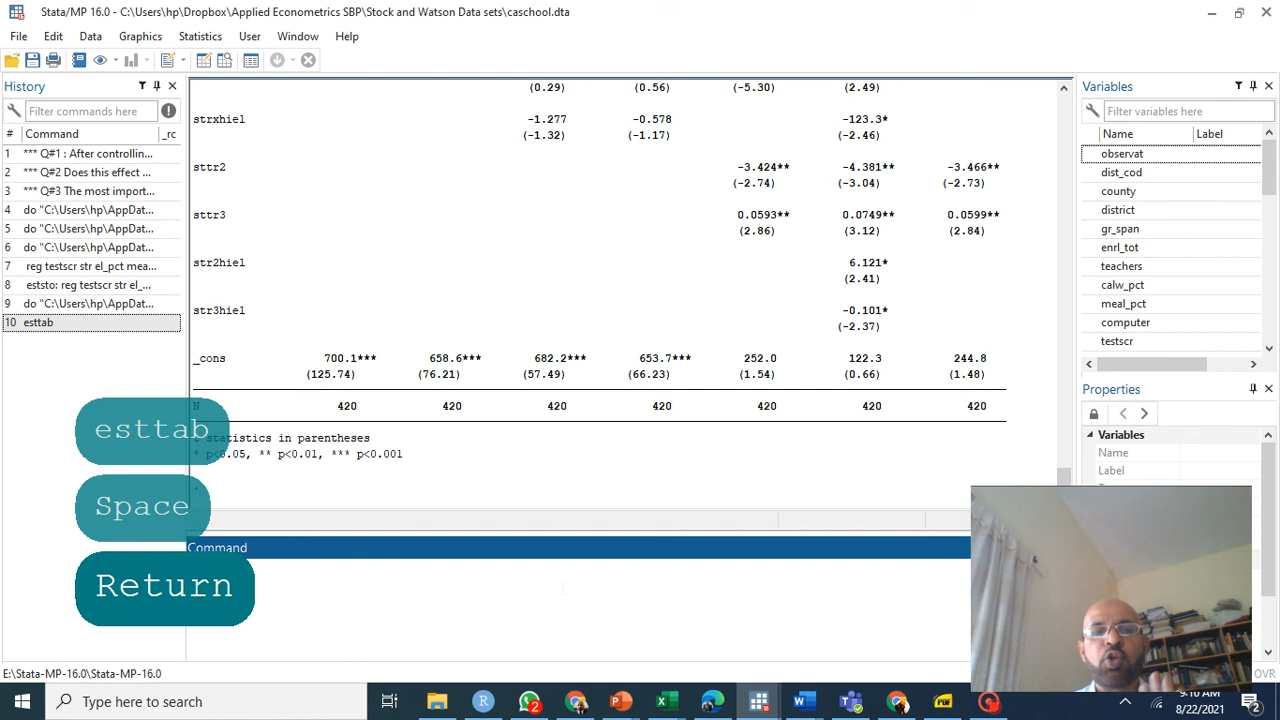 Stata/MP 16.0 - C:\Users\hp\Dropbox\Applied Econometrics SBP\Stock and Watson Data sets\caschool.dta
File Edit Data Graphics Statistics User Window Help
History
Filter commands here
# Command _rc
1 *** Q#1 : After controllin...
2 *** Q#2 Does this effect ...
3 *** Q#3 The most import...
4 do "C:\Users\hp\AppDat...
5 do "C:\Users\hp\AppDat...
6 do "C:\Users\hp\AppDat...
7 reg testscr str el_pct mea...
8 eststo: reg testscr str el_...
9 do "C:\Users\hp\AppDat...
10 esttab
(0.29) (0.56) (-5.30) (2.49)
strxhiel -1.277 -0.578 -123.3*
(-1.32) (-1.17) (-2.46)
sttr2 -3.424** -4.381** -3.466**
(-2.74) (-3.04) (-2.73)
sttr3 0.0593** 0.0749** 0.0599**
(2.86) (3.12) (2.84)
str2hiel 6.121*
(2.41)
str3hiel -0.101*
(-2.37)
_cons 700.1*** 658.6*** 682.2*** 653.7*** 252.0 122.3 244.8
(125.74) (76.21) (57.49) (66.23) (1.54) (0.66) (1.48)
N 420 420 420 420 420 420 420
t statistics in parentheses
* p<0.05, ** p<0.01, *** p<0.001
esttab
Space
Return
Command
Variables
Filter variables here
Name Label
observat
dist_cod
county
district
gr_span
enrl_tot
teachers
calw_pct
meal_pct
computer
testscr
Properties
Variables
Name
Label
E:\Stata-MP-16.0\Stata-MP-16.0
OVR
Type here to search
2
9:10 AM
8/22/2021
2